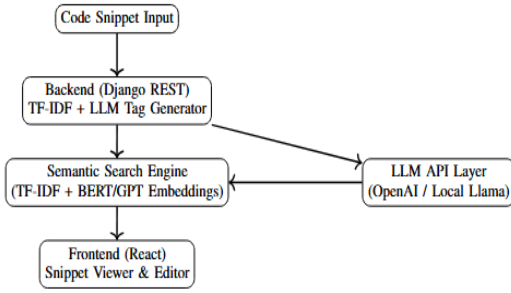 Code Snippet Input
Backend (Django REST)
TF-IDF + LLM Tag Generator
Semantic Search Engine
(TF-IDF + BERT/GPT Embeddings)
LLM API Layer
(OpenAI / Local Llama)
Frontend (React)
Snippet Viewer & Editor